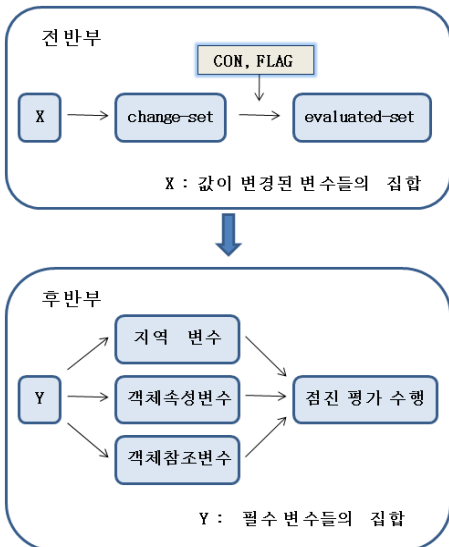 전반부
CON, FLAG
X
change-set
evaluated-set
X : 값이 변경된 변수들의 집합
후반부
지역 변수
Y
객체속성변수
점진 평가 수행
객체참조변수
Y : 필수 변수들의 집합